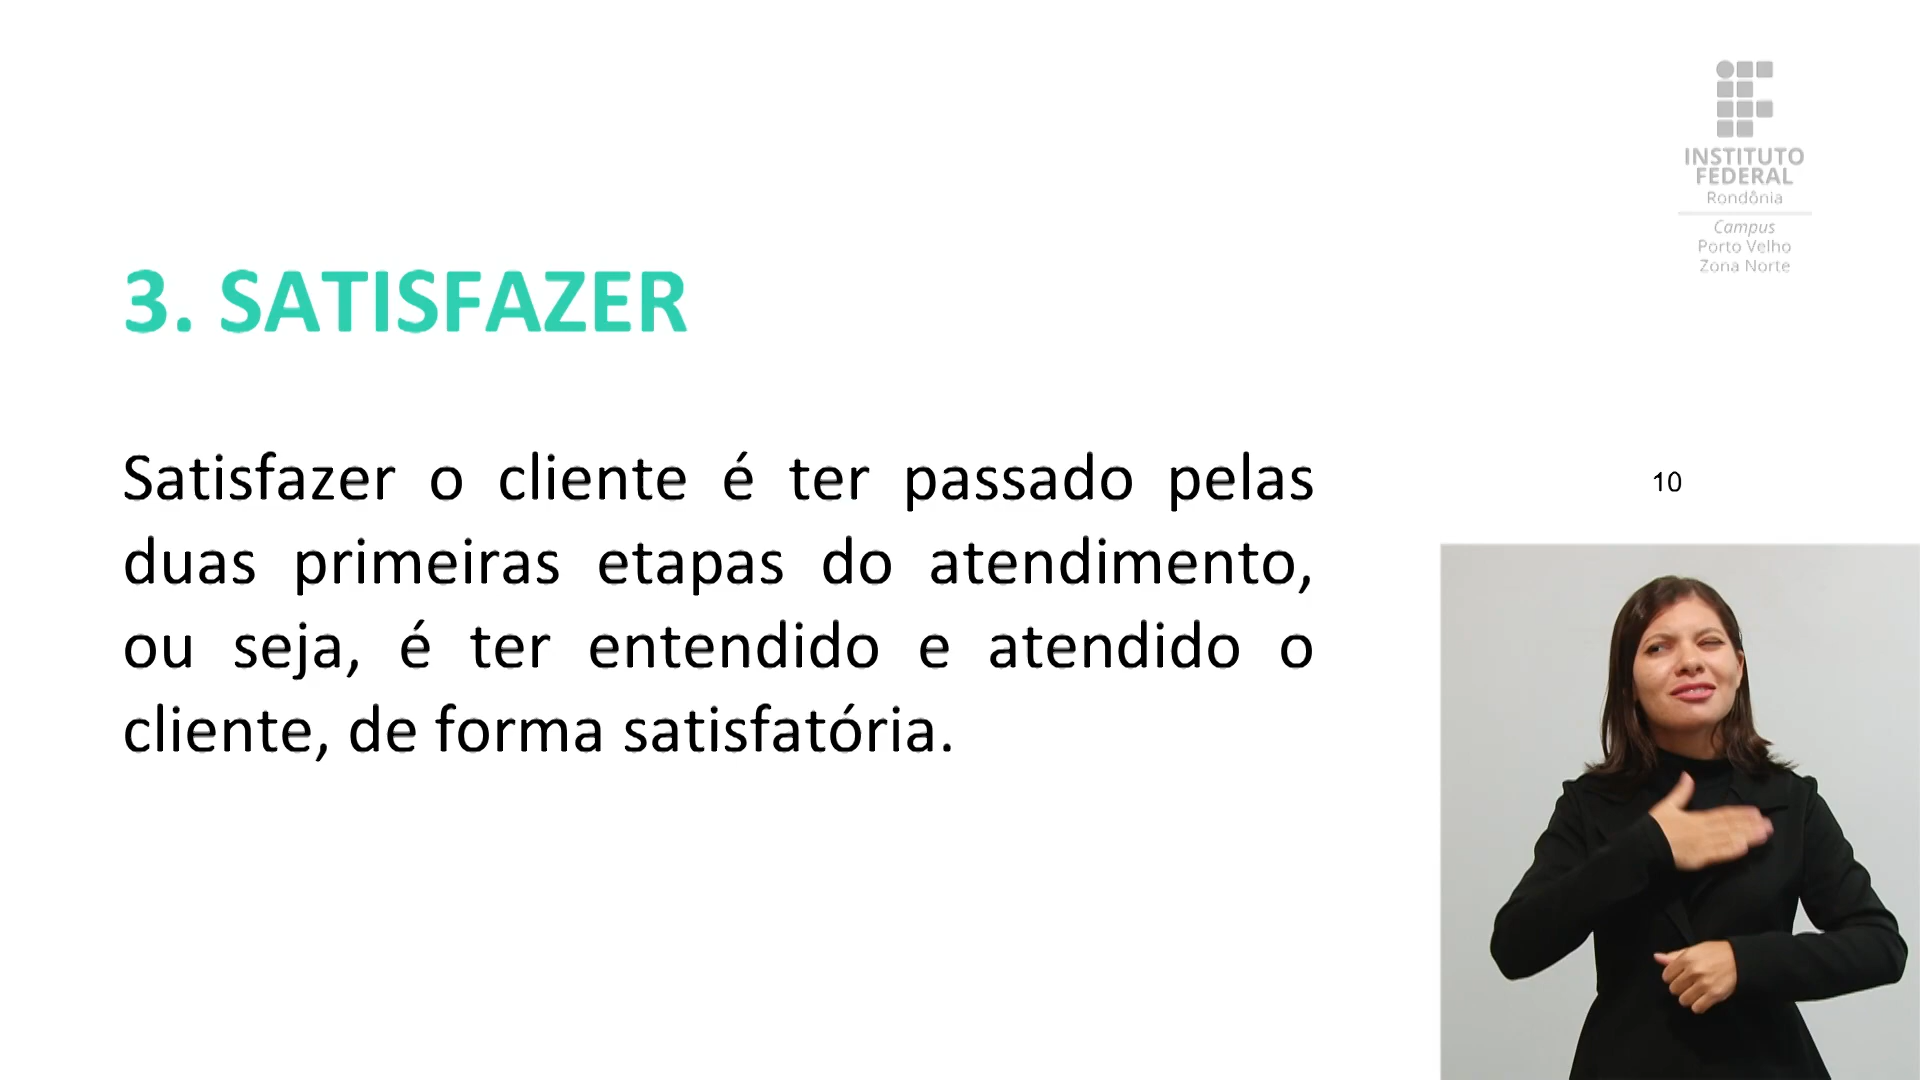 INSTITUTO
FEDERAL
Rondônia
Campus
Porto Velho
Zona Norte
3. SATISFAZER
Satisfazer o cliente é ter passado pelas
duas primeiras etapas do atendimento,
ou seja, é ter entendido e atendido o
cliente, de forma satisfatória.
10